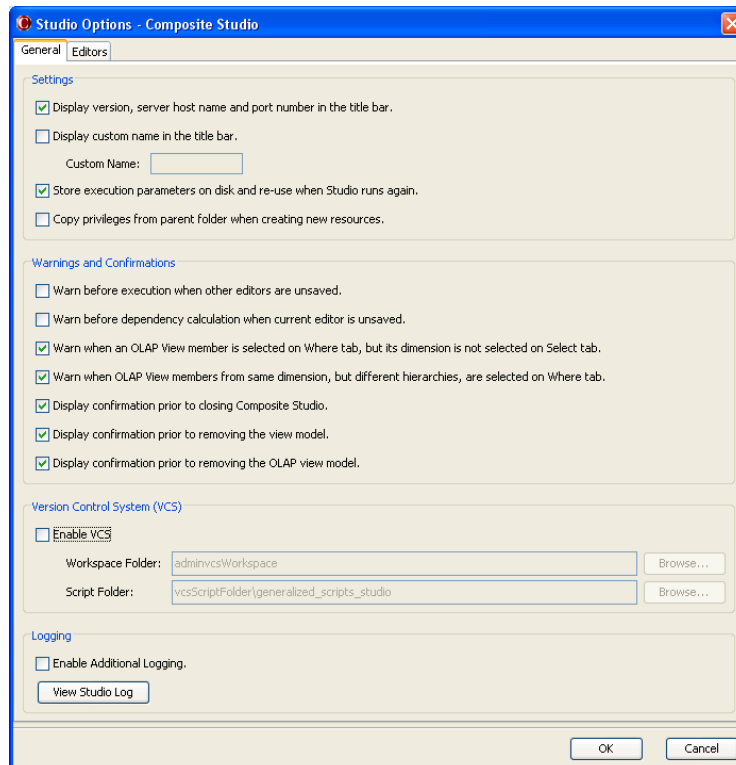 Studio Options - Composite Studio
General Editors
Settings
Display version, server host name and port number in the title bar.
Display custom name in the title bar.
Custom Name:
Store execution parameters on disk and re-use when Studio runs again.
Copy privileges from parent folder when creating new resources.
Warnings and Confirmations
Warn before execution when other editors are unsaved.
Warn before dependency calculation when current editor is unsaved.
Warn when an OLAP View member is selected on Where tab, but its dimension is not selected on Select tab.
Warn when OLAP View members from same dimension, but different hierarchies, are selected on Where tab.
Display confirmation prior to closing Composite Studio.
Display confirmation prior to removing the view model.
Display confirmation prior to removing the OLAP view model.
Version Control System (VCS)
Enable VCS
Workspace Folder: adminvcsWorkspace Browse...
Script Folder: vcsScriptFolder\generalized_scripts_studio Browse...
Logging
Enable Additional Logging.
View Studio Log
OK Cancel